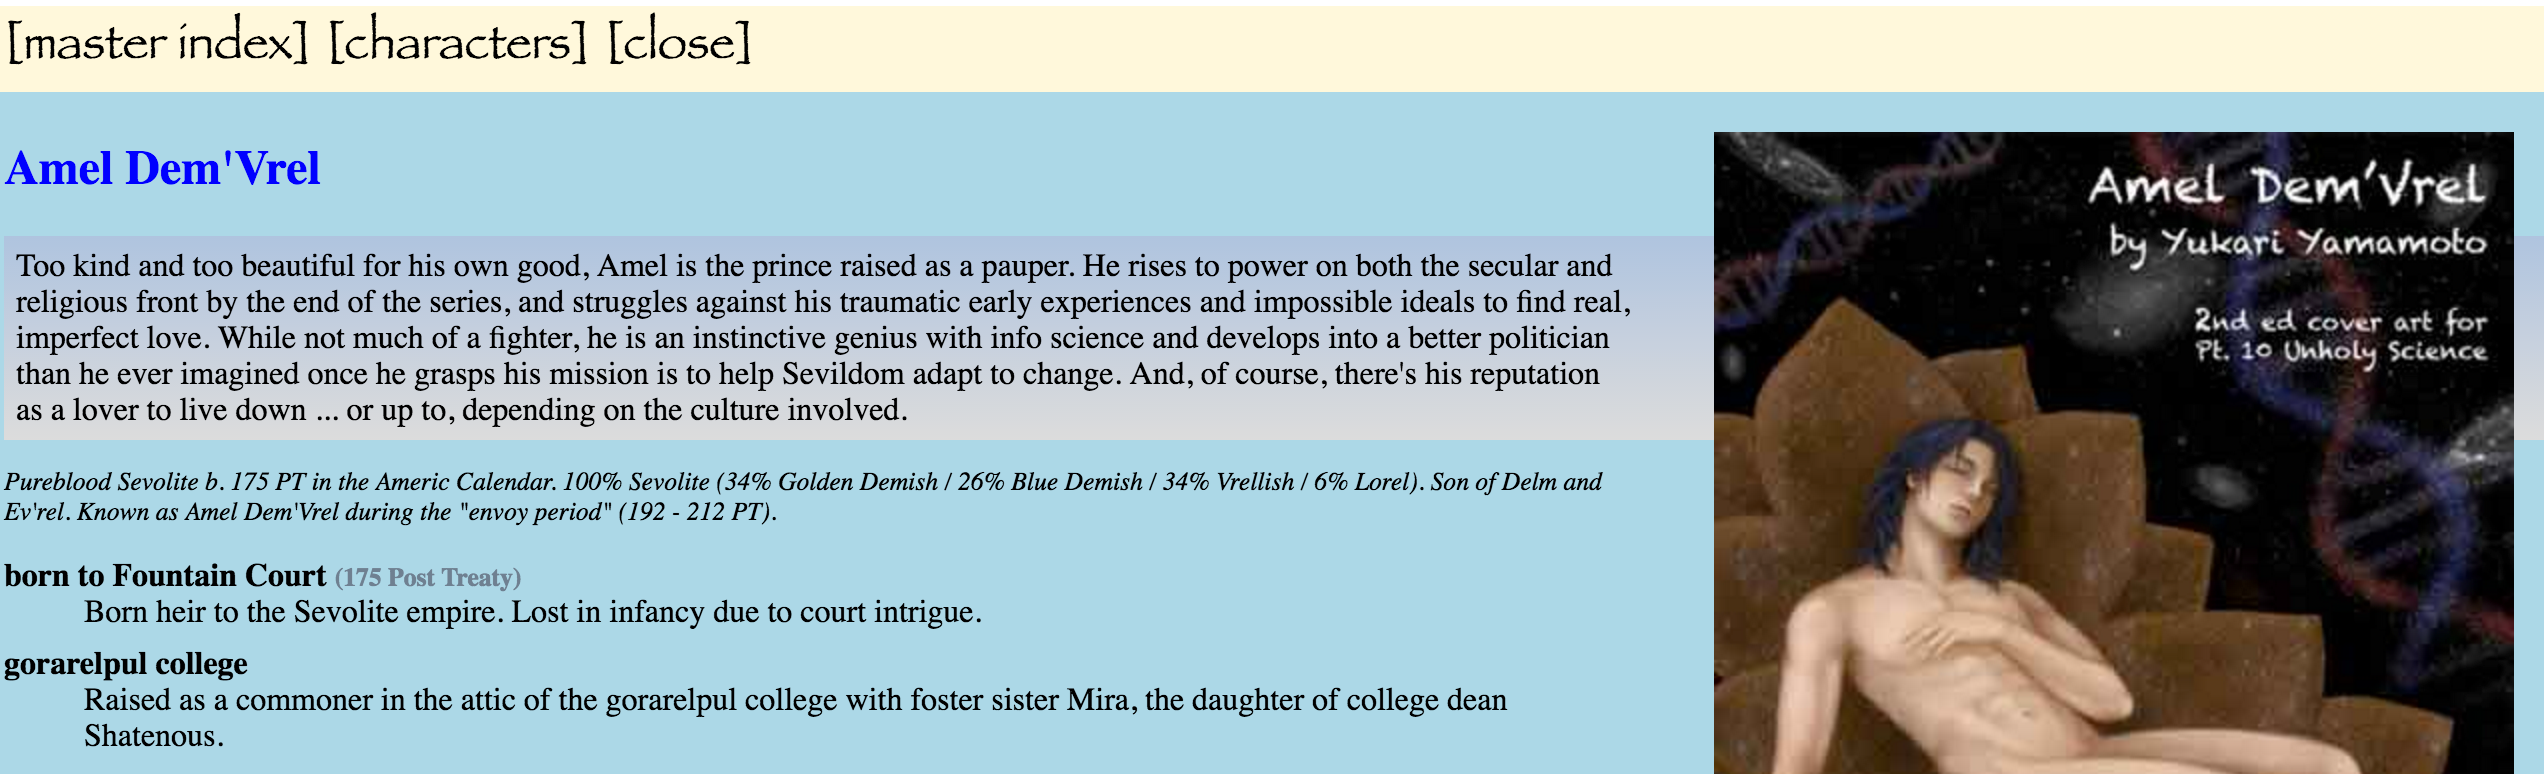 [master index] [characters] [close]
Amel Dem'Vrel
Too kind and too beautiful for his own good, Amel is the prince raised as a pauper. He rises to power on both the secular and
religious front by the end of the series, and struggles against his traumatic early experiences and impossible ideals to find real,
imperfect love. While not much of a fighter, he is an instinctive genius with info science and develops into a better politician
than he ever imagined once he grasps his mission is to help Sevildom adapt to change. And, of course, there's his reputation
as a lover to live down ... or up to, depending on the culture involved.
Pureblood Sevolite b. 175 PT in the Americ Calendar. 100% Sevolite (34% Golden Demish / 26% Blue Demish / 34% Vrellish / 6% Lorel). Son of Delm and
Ev'rel. Known as Amel Dem'Vrel during the "envoy period" (192 - 212 PT).
born to Fountain Court (175 Post Treaty)
Born heir to the Sevolite empire. Lost in infancy due to court intrigue.
gorarelpul college
Raised as a commoner in the attic of the gorarelpul college with foster sister Mira, the daughter of college dean
Shatenous.
Amel Dem'Vrel
by Yukari Yamamoto
2nd ed cover art for
Pt. 10 Unholy Science